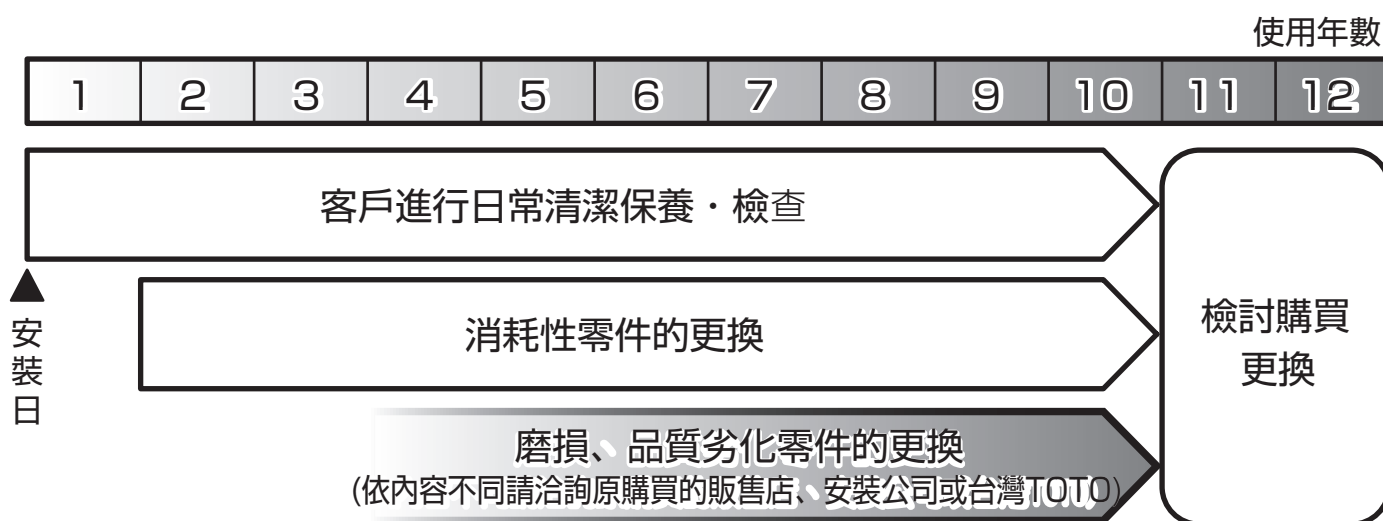 使用年數
1 2 3 4 5 6 7 8 9 10 11 12
客戶進行日常清潔保養・檢查
安裝日
消耗性零件的更換
檢討購買
更換
磨損、品質劣化零件的更換
(依內容不同請洽詢原購買的販售店、安裝公司或台灣TOTO)